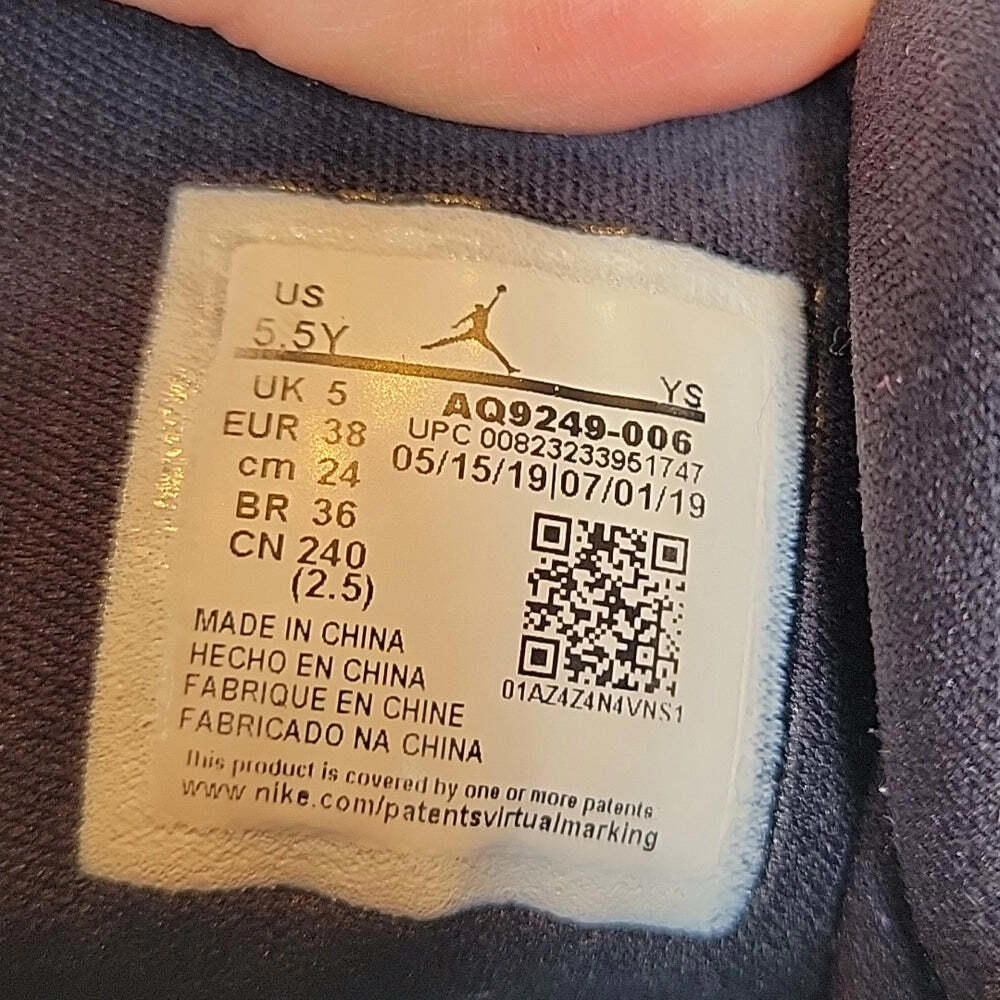 US
5.5Y
YS
UK 5
EUR 38
cm 24
BR 36
CN 240
(2.5)
AQ9249-006
UPC 00823233951747
05/15/19|07/01/19
01AZ4Z4N4VNS1
MADE IN CHINA
HECHO EN CHINA
FABRIQUE EN CHINE
FABRICADO NA CHINA
This product is covered by one or more patents
www nike.com/patentsvirtualmarking